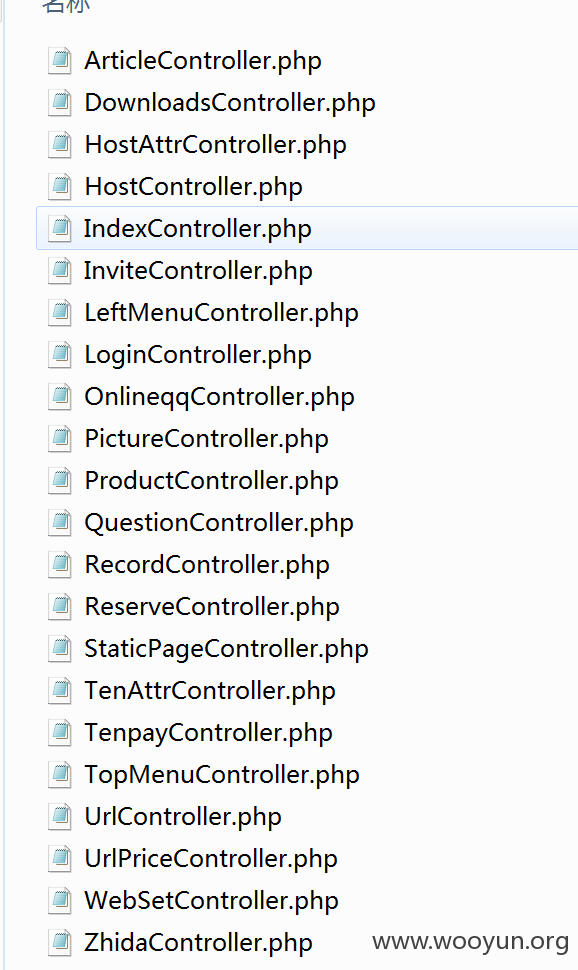 名称
ArticleController.php
DownloadsController.php
HostAttrController.php
HostController.php
IndexController.php
InviteController.php
LeftMenuController.php
LoginController.php
OnlineqqController.php
PictureController.php
ProductController.php
QuestionController.php
RecordController.php
ReserveController.php
StaticPageController.php
TenAttrController.php
TenpayController.php
TopMenuController.php
UrlController.php
UrlPriceController.php
WebSetController.php
ZhidaController.php
www.wooyun.org